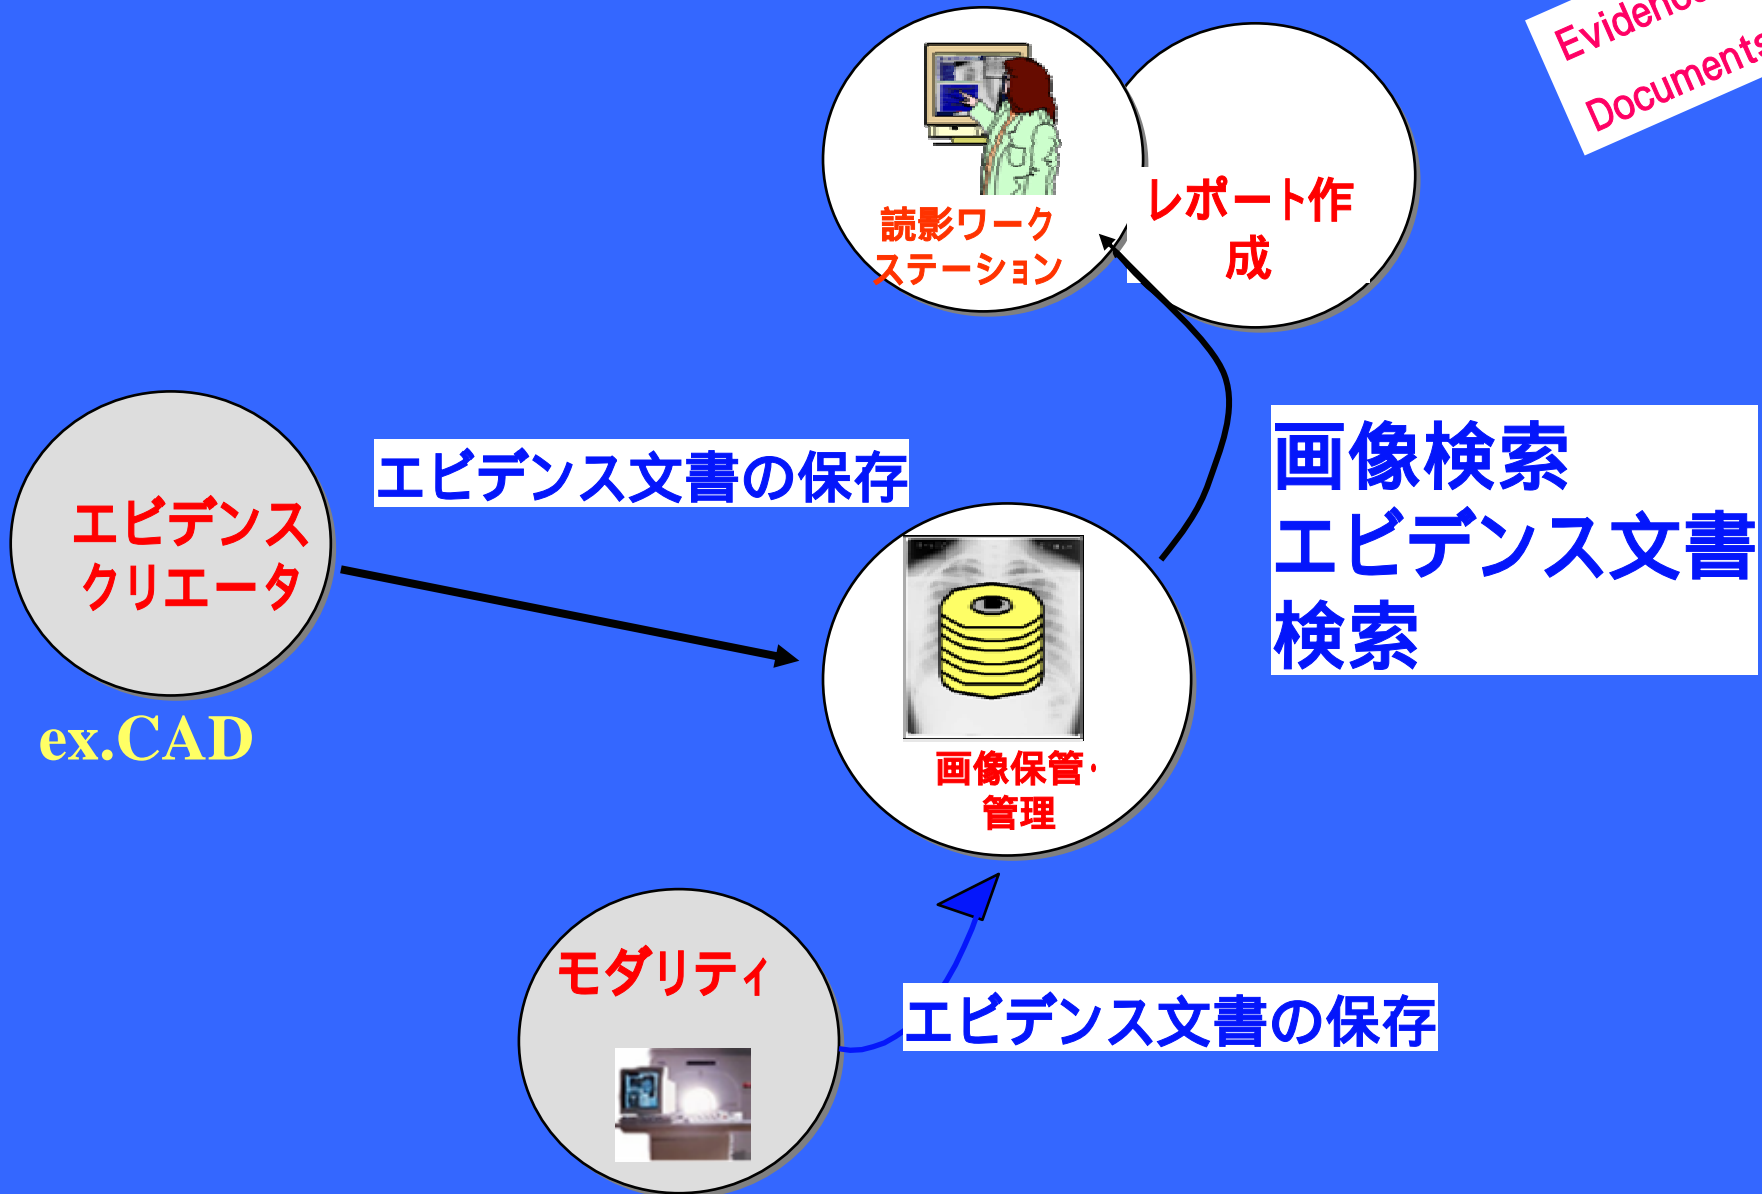 Evidence
Documents
読影ワーク
ステーション
レポート作
成
エビデンス文書の保存
画像検索
エビデンス文書
検索
エビデンス
クリエータ
ex.CAD
画像保管・
管理
モダリティ
エビデンス文書の保存